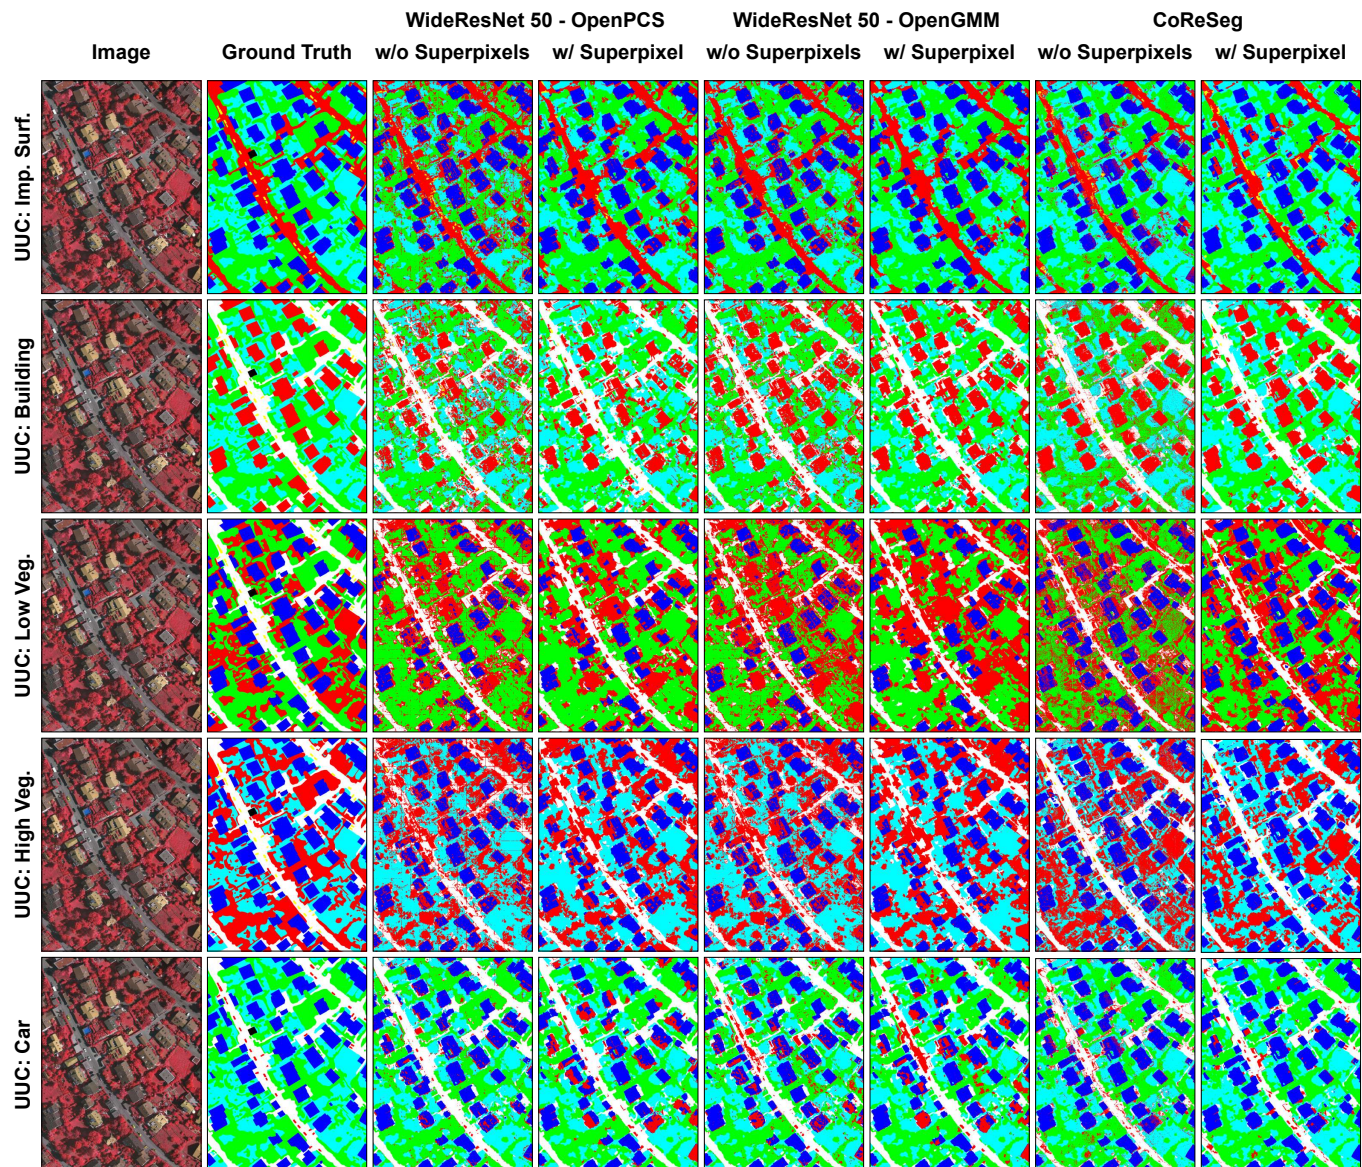 WideResNet 50 - OpenPCS WideResNet 50 - OpenGMM CoReSeg
Image Ground Truth w/o Superpixels w/ Superpixel w/o Superpixels w/ Superpixel w/o Superpixels w/ Superpixel
UUC: Imp. Surf.
UUC: Building
UUC: Low Veg.
UUC: High Veg.
UUC: Car